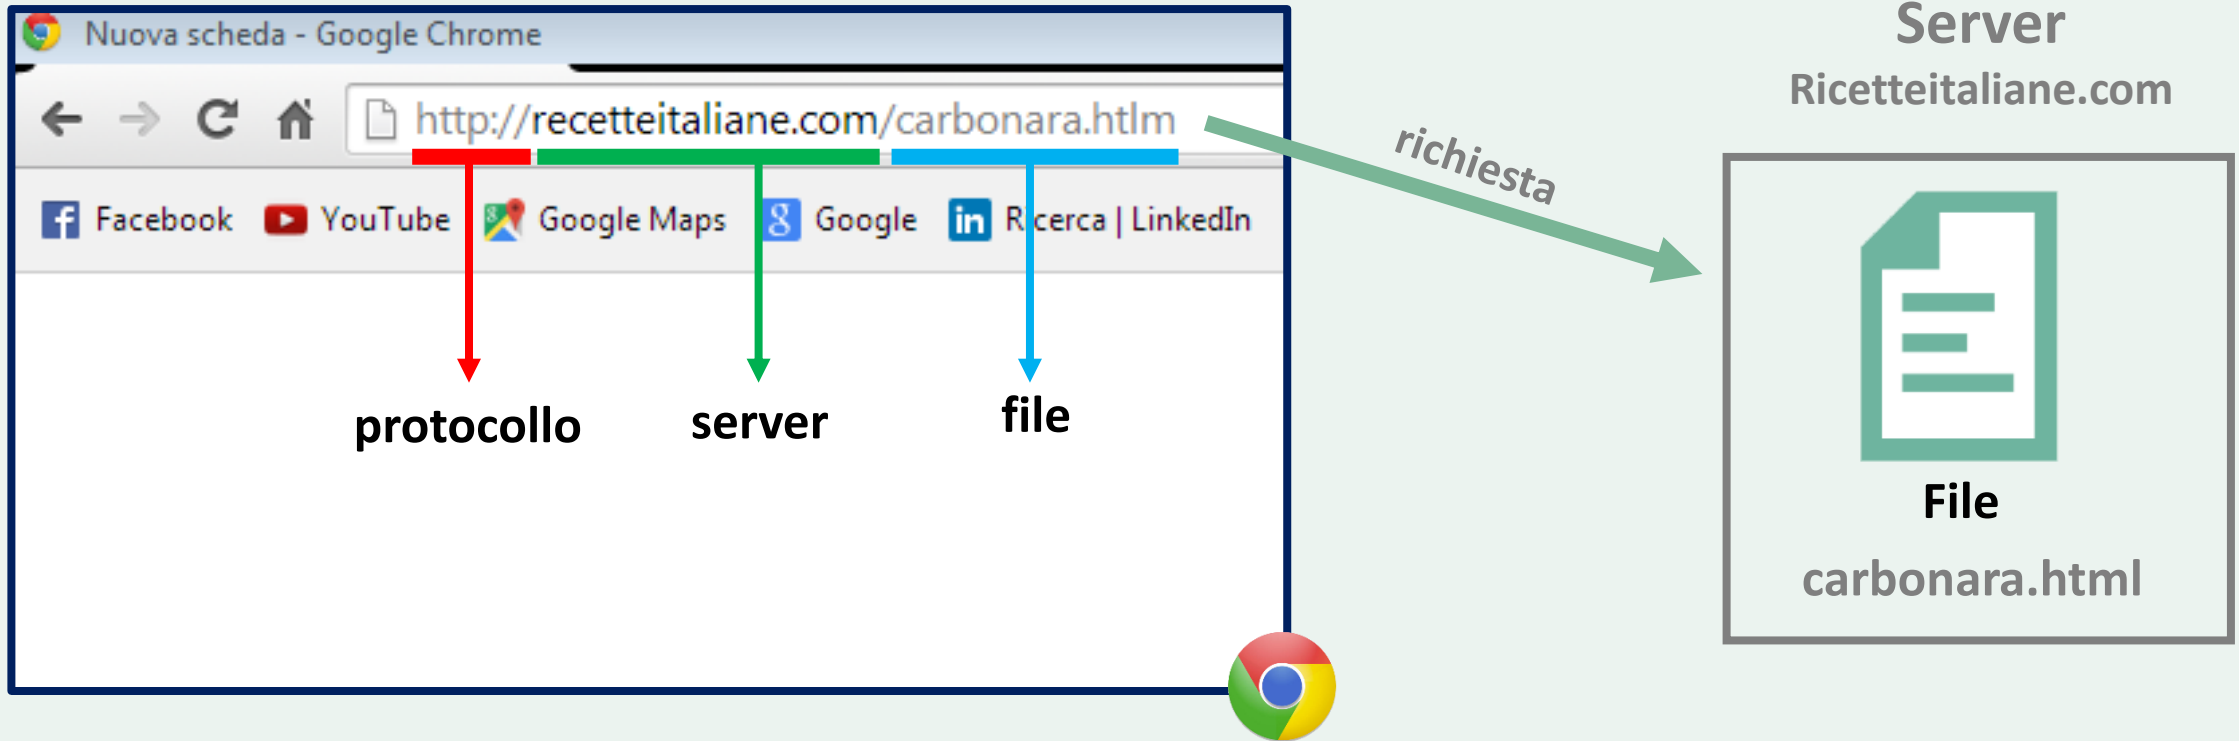 Nuova scheda - Google Chrome
http://recetteitaliane.com/carbonara.htlm
Facebook YouTube Google Maps Google Ricerca | LinkedIn
protocollo server file
richiesta
Server
Ricetteitaliane.com
File
carbonara.html